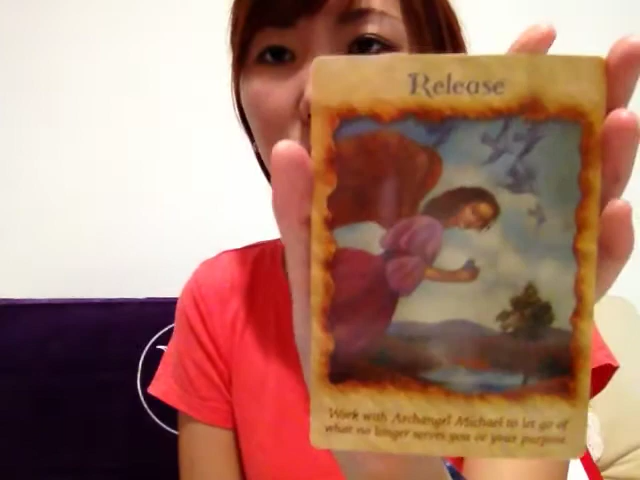 Release
Work with Archangel Michael to let go of
what no longer serves you or your purpose.